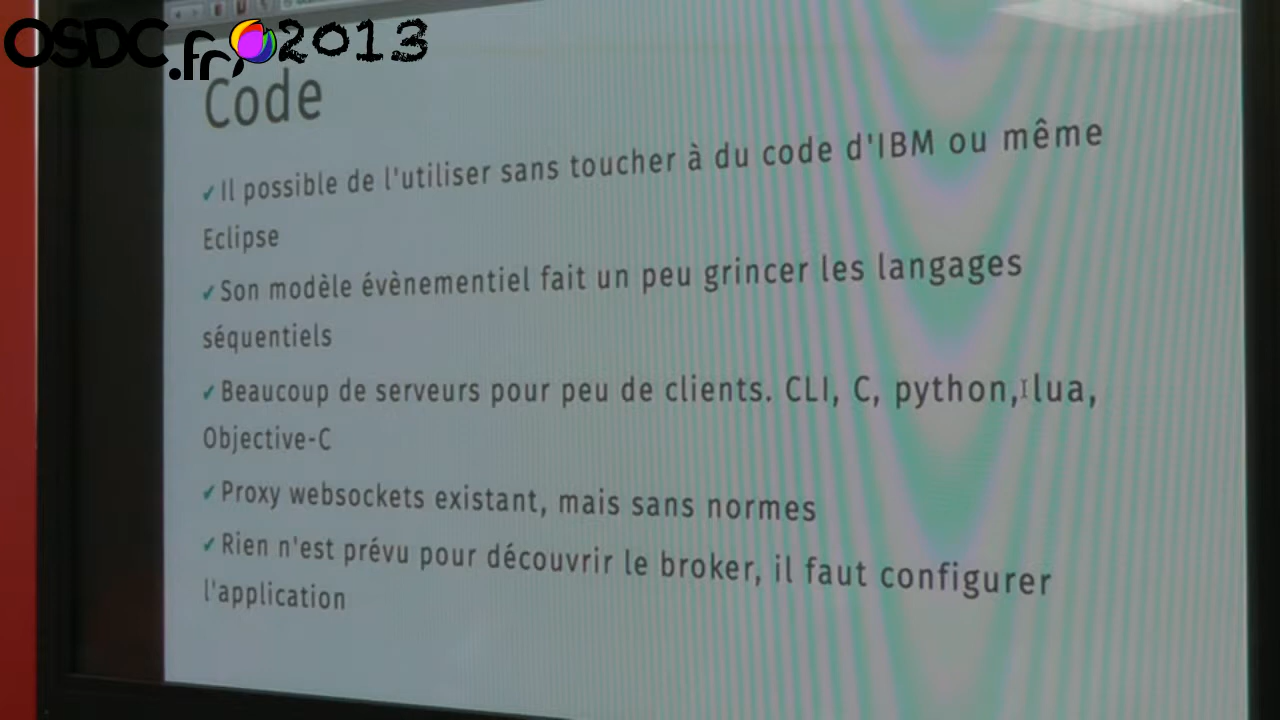 OSDC.fr 2013
Code
✓Il possible de l'utiliser sans toucher à du code d'IBM ou même
Eclipse
✓Son modèle évènementiel fait un peu grincer les langages
séquentiels
✓Beaucoup de serveurs pour peu de clients. CLI, C, python, lua,
Objective-C
✓Proxy websockets existant, mais sans normes
✓Rien n'est prévu pour découvrir le broker, il faut configurer
l'application